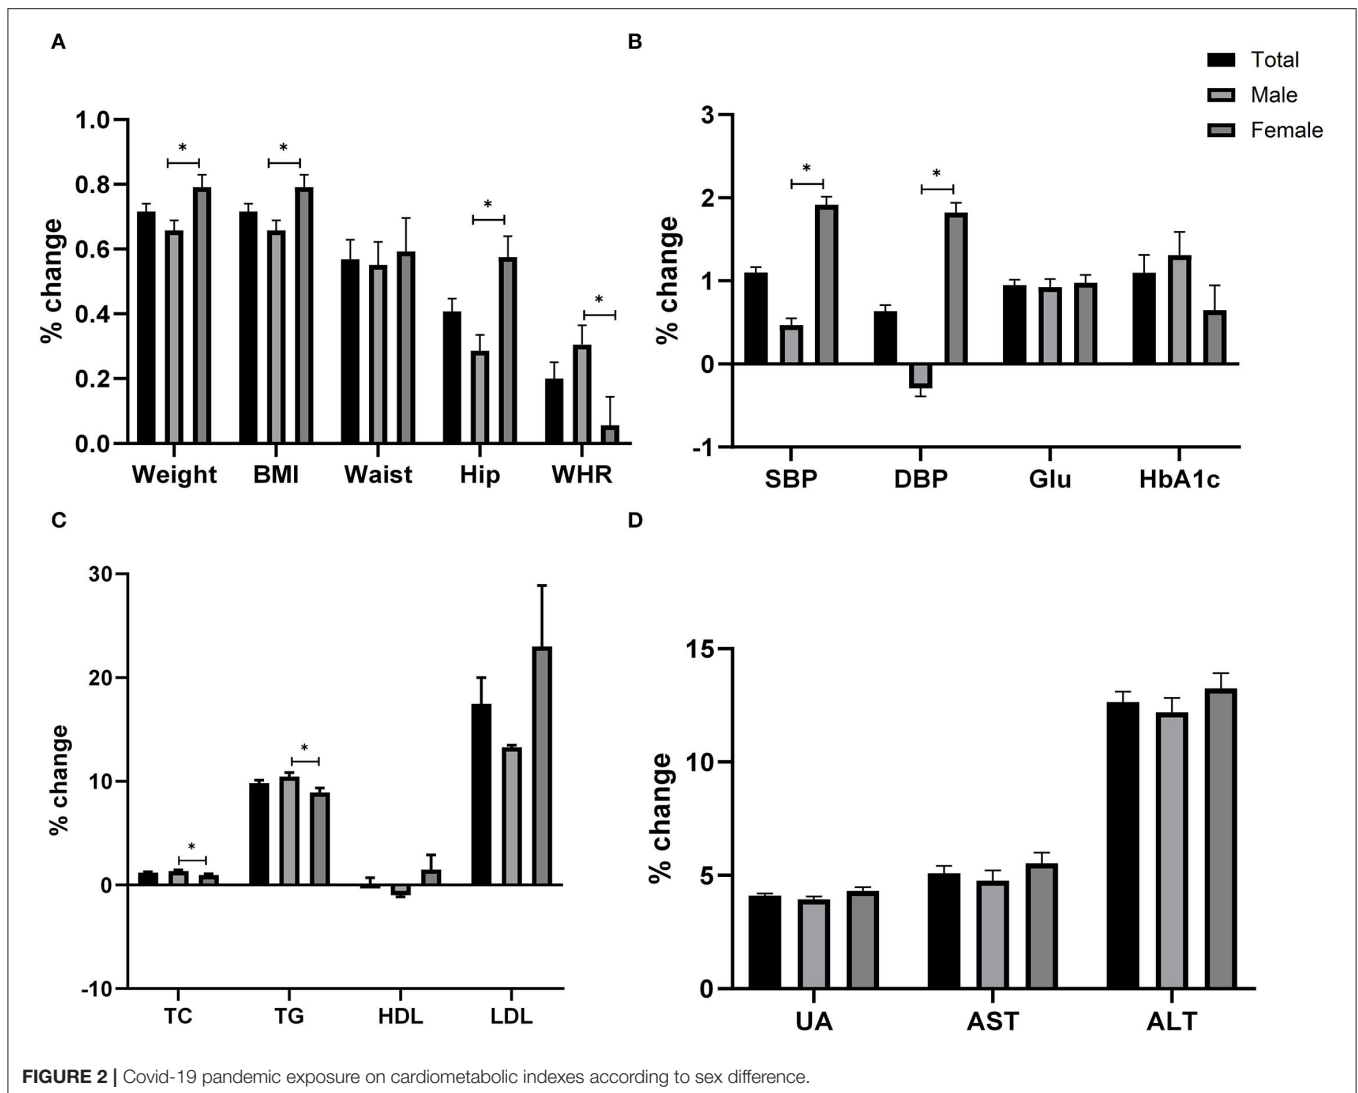 A
B
Total
Male
Female
% change
1.0
0.8
0.6
0.4
0.2
0.0
* * * *
Weight BMI Waist Hip WHR
% change
3
2
1
0
-1
* *
SBP DBP Glu HbA1c
C
D
% change
30
20
10
0
-10
* *
TC TG HDL LDL
% change
15
10
5
0
UA AST ALT
FIGURE 2 | Covid-19 pandemic exposure on cardiometabolic indexes according to sex difference.